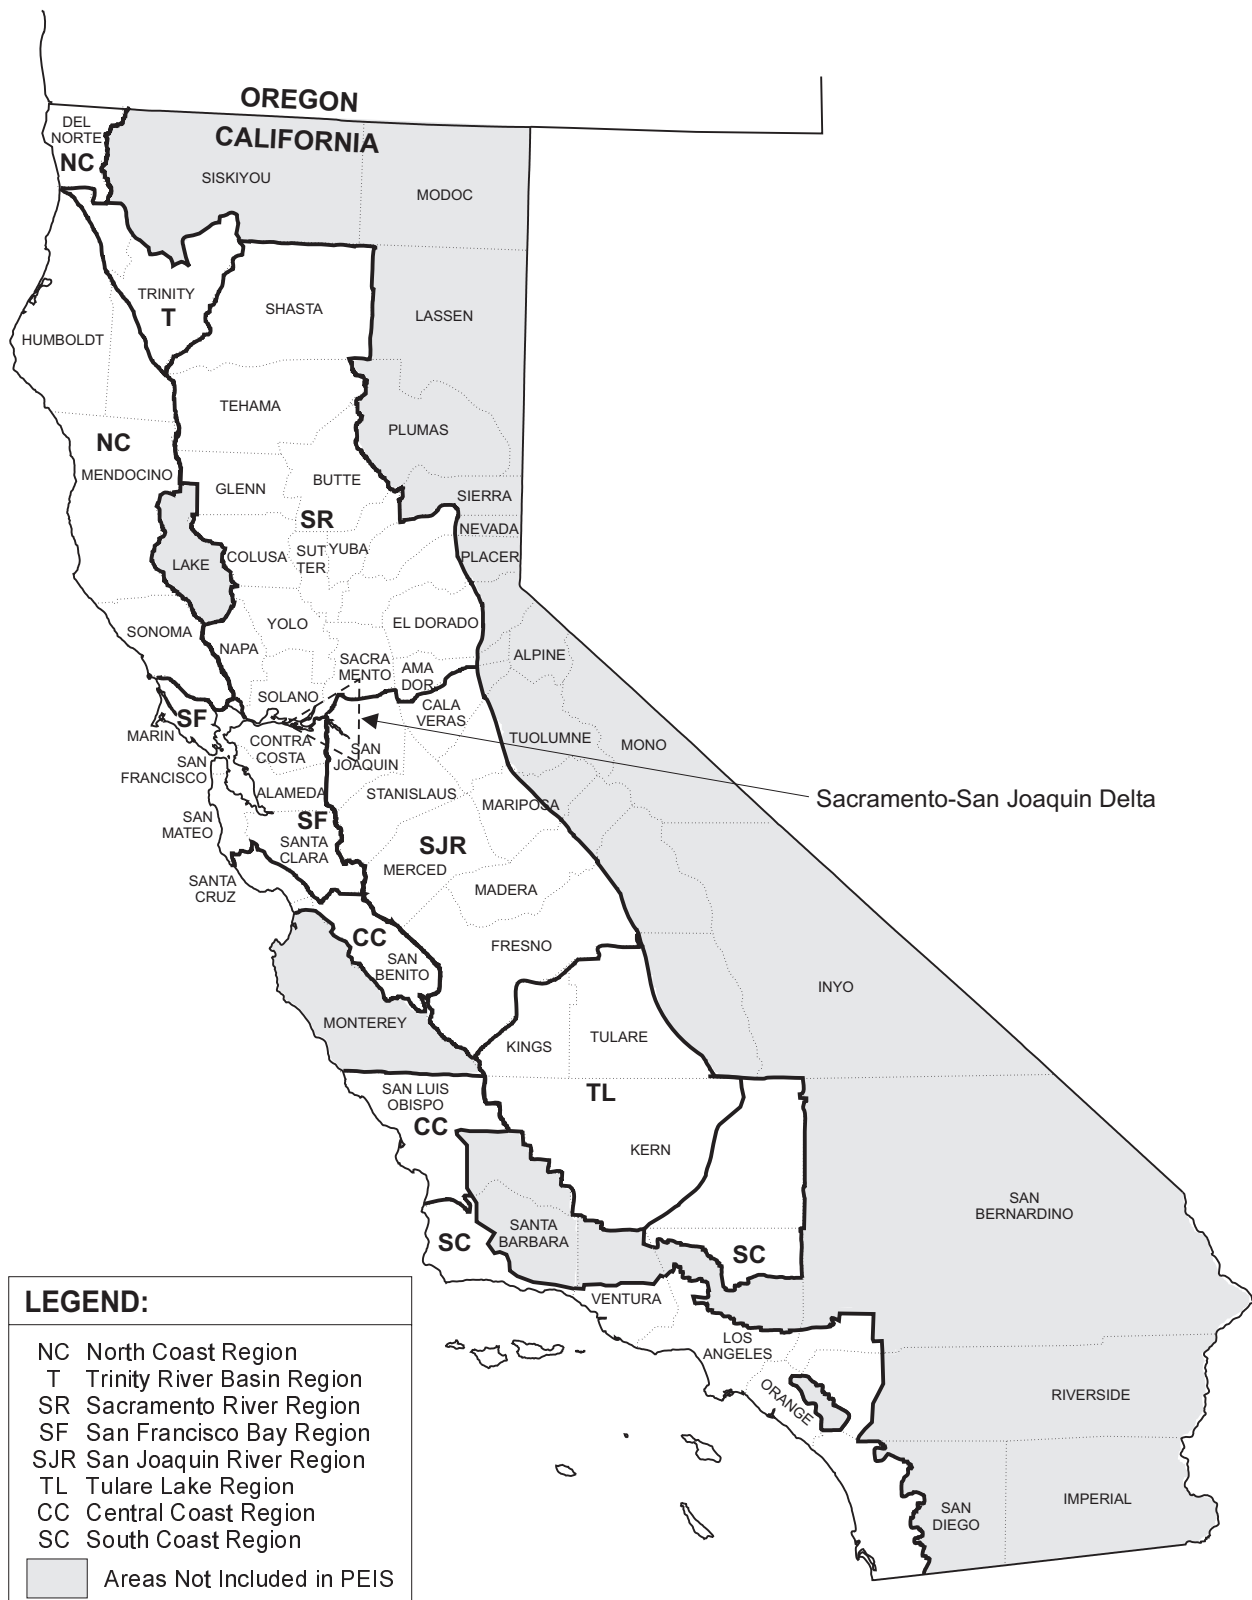 OREGON
CALIFORNIA
DEL
NORTE
NC
SISKIYOU
MODOC
TRINITY
T
SHASTA
LASSEN
HUMBOLDT
TEHAMA
PLUMAS
NC
MENDOCINO
GLENN
BUTTE
SIERRA
SR
NEVADA
LAKE
COLUSA
SUT
TER
YUBA
PLACER
SONOMA
YOLO
EL DORADO
NAPA
SACRA
MENTO
AMA
DOR
ALPINE
SOLANO
CALA
VERAS
SF
MARIN
CONTRA
COSTA
SAN
JOAQUIN
TUOLUMNE
MONO
SAN
FRANCISCO
ALAMEDA
STANISLAUS
MARIPOSA
Sacramento-San Joaquin Delta
SAN
MATEO
SF
SANTA
CLARA
SJR
MERCED
SANTA
CRUZ
MADERA
CC
SAN
BENITO
FRESNO
INYO
MONTEREY
KINGS
TULARE
SAN LUIS
OBISPO
CC
TL
KERN
SAN
BERNARDINO
SANTA
BARBARA
SC
SC
VENTURA
LOS
ANGELES
ORANGE
RIVERSIDE
SAN
DIEGO
IMPERIAL
LEGEND:
NC North Coast Region
T Trinity River Basin Region
SR Sacramento River Region
SF San Francisco Bay Region
SJR San Joaquin River Region
TL Tulare Lake Region
CC Central Coast Region
SC South Coast Region
Areas Not Included in PEIS